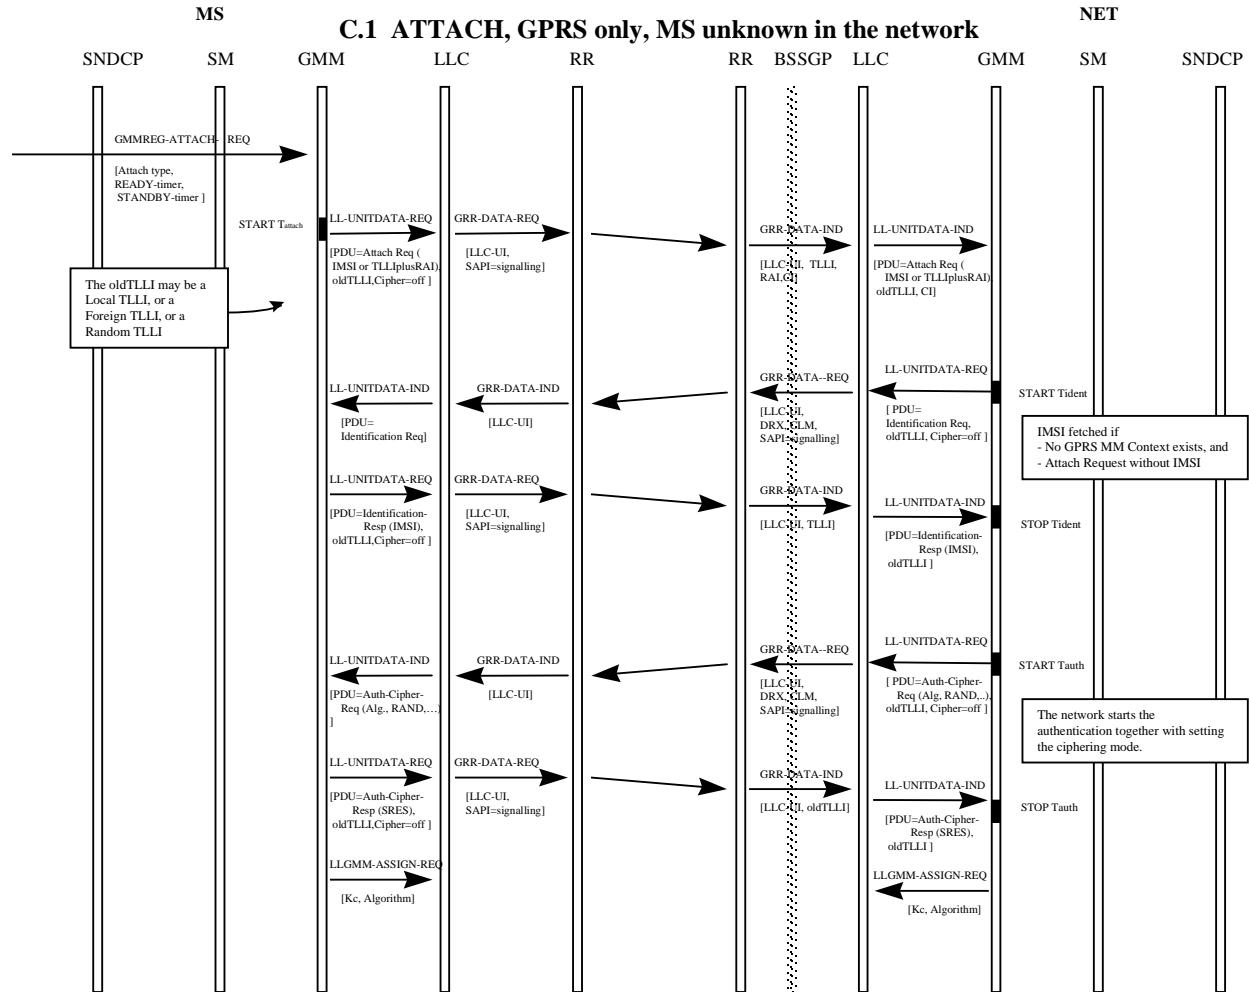 MS
NET
C.1 ATTACH, GPRS only, MS unknown in the network
SNDCP SM GMM LLC RR RR BSSGP LLC GMM SM SNDCP
GMMREG-ATTACH- REQ
[Attach type,
READY-timer,
STANDBY-timer ]
START Tattach
LL-UNITDATA-REQ
[PDU=Attach Req (
IMSI or TLLIplusRAI),
oldTLLI,Cipher=off ]
GRR-DATA-REQ
[LLC-UI,
SAPI=signalling]
GRR-DATA-IND
[LLC-UI, TLLI,
RAI,CI]
LL-UNITDATA-IND
[PDU=Attach Req (
IMSI or TLLIplusRAI),
oldTLLI, CI]
The oldTLLI may be a
Local TLLI, or a
Foreign TLLI, or a
Random TLLI
LL-UNITDATA-IND
[PDU=
Identification Req]
GRR-DATA-IND
[LLC-UI]
GRR-DATA--REQ
[LLC-UI,
DRX, CLM,
SAPI=signalling]
LL-UNITDATA-REQ
[ PDU=
Identification Req,
oldTLLI, Cipher=off ]
START Tident
IMSI fetched if
- No GPRS MM Context exists, and
- Attach Request without IMSI
LL-UNITDATA-REQ
[PDU=Identification-
Resp (IMSI),
oldTLLI,Cipher=off ]
GRR-DATA-REQ
[LLC-UI,
SAPI=signalling]
GRR-DATA-IND
[LLC-UI, TLLI]
LL-UNITDATA-IND
[PDU=Identification-
Resp (IMSI),
oldTLLI ]
STOP Tident
LL-UNITDATA-IND
[PDU=Auth-Cipher-
Req (Alg., RAND,…)
]
GRR-DATA-IND
[LLC-UI]
GRR-DATA--REQ
[LLC-UI,
DRX, CLM,
SAPI=signalling]
LL-UNITDATA-REQ
[ PDU=Auth-Cipher-
Req (Alg, RAND,..),
oldTLLI, Cipher=off ]
START Tauth
The network starts the
authentication together with setting
the ciphering mode.
LL-UNITDATA-REQ
[PDU=Auth-Cipher-
Resp (SRES),
oldTLLI,Cipher=off ]
GRR-DATA-REQ
[LLC-UI,
SAPI=signalling]
GRR-DATA-IND
[LLC-UI, oldTLLI]
LL-UNITDATA-IND
[PDU=Auth-Cipher-
Resp (SRES),
oldTLLI ]
STOP Tauth
LLGMM-ASSIGN-REQ
[Kc, Algorithm]
LLGMM-ASSIGN-REQ
[Kc, Algorithm]